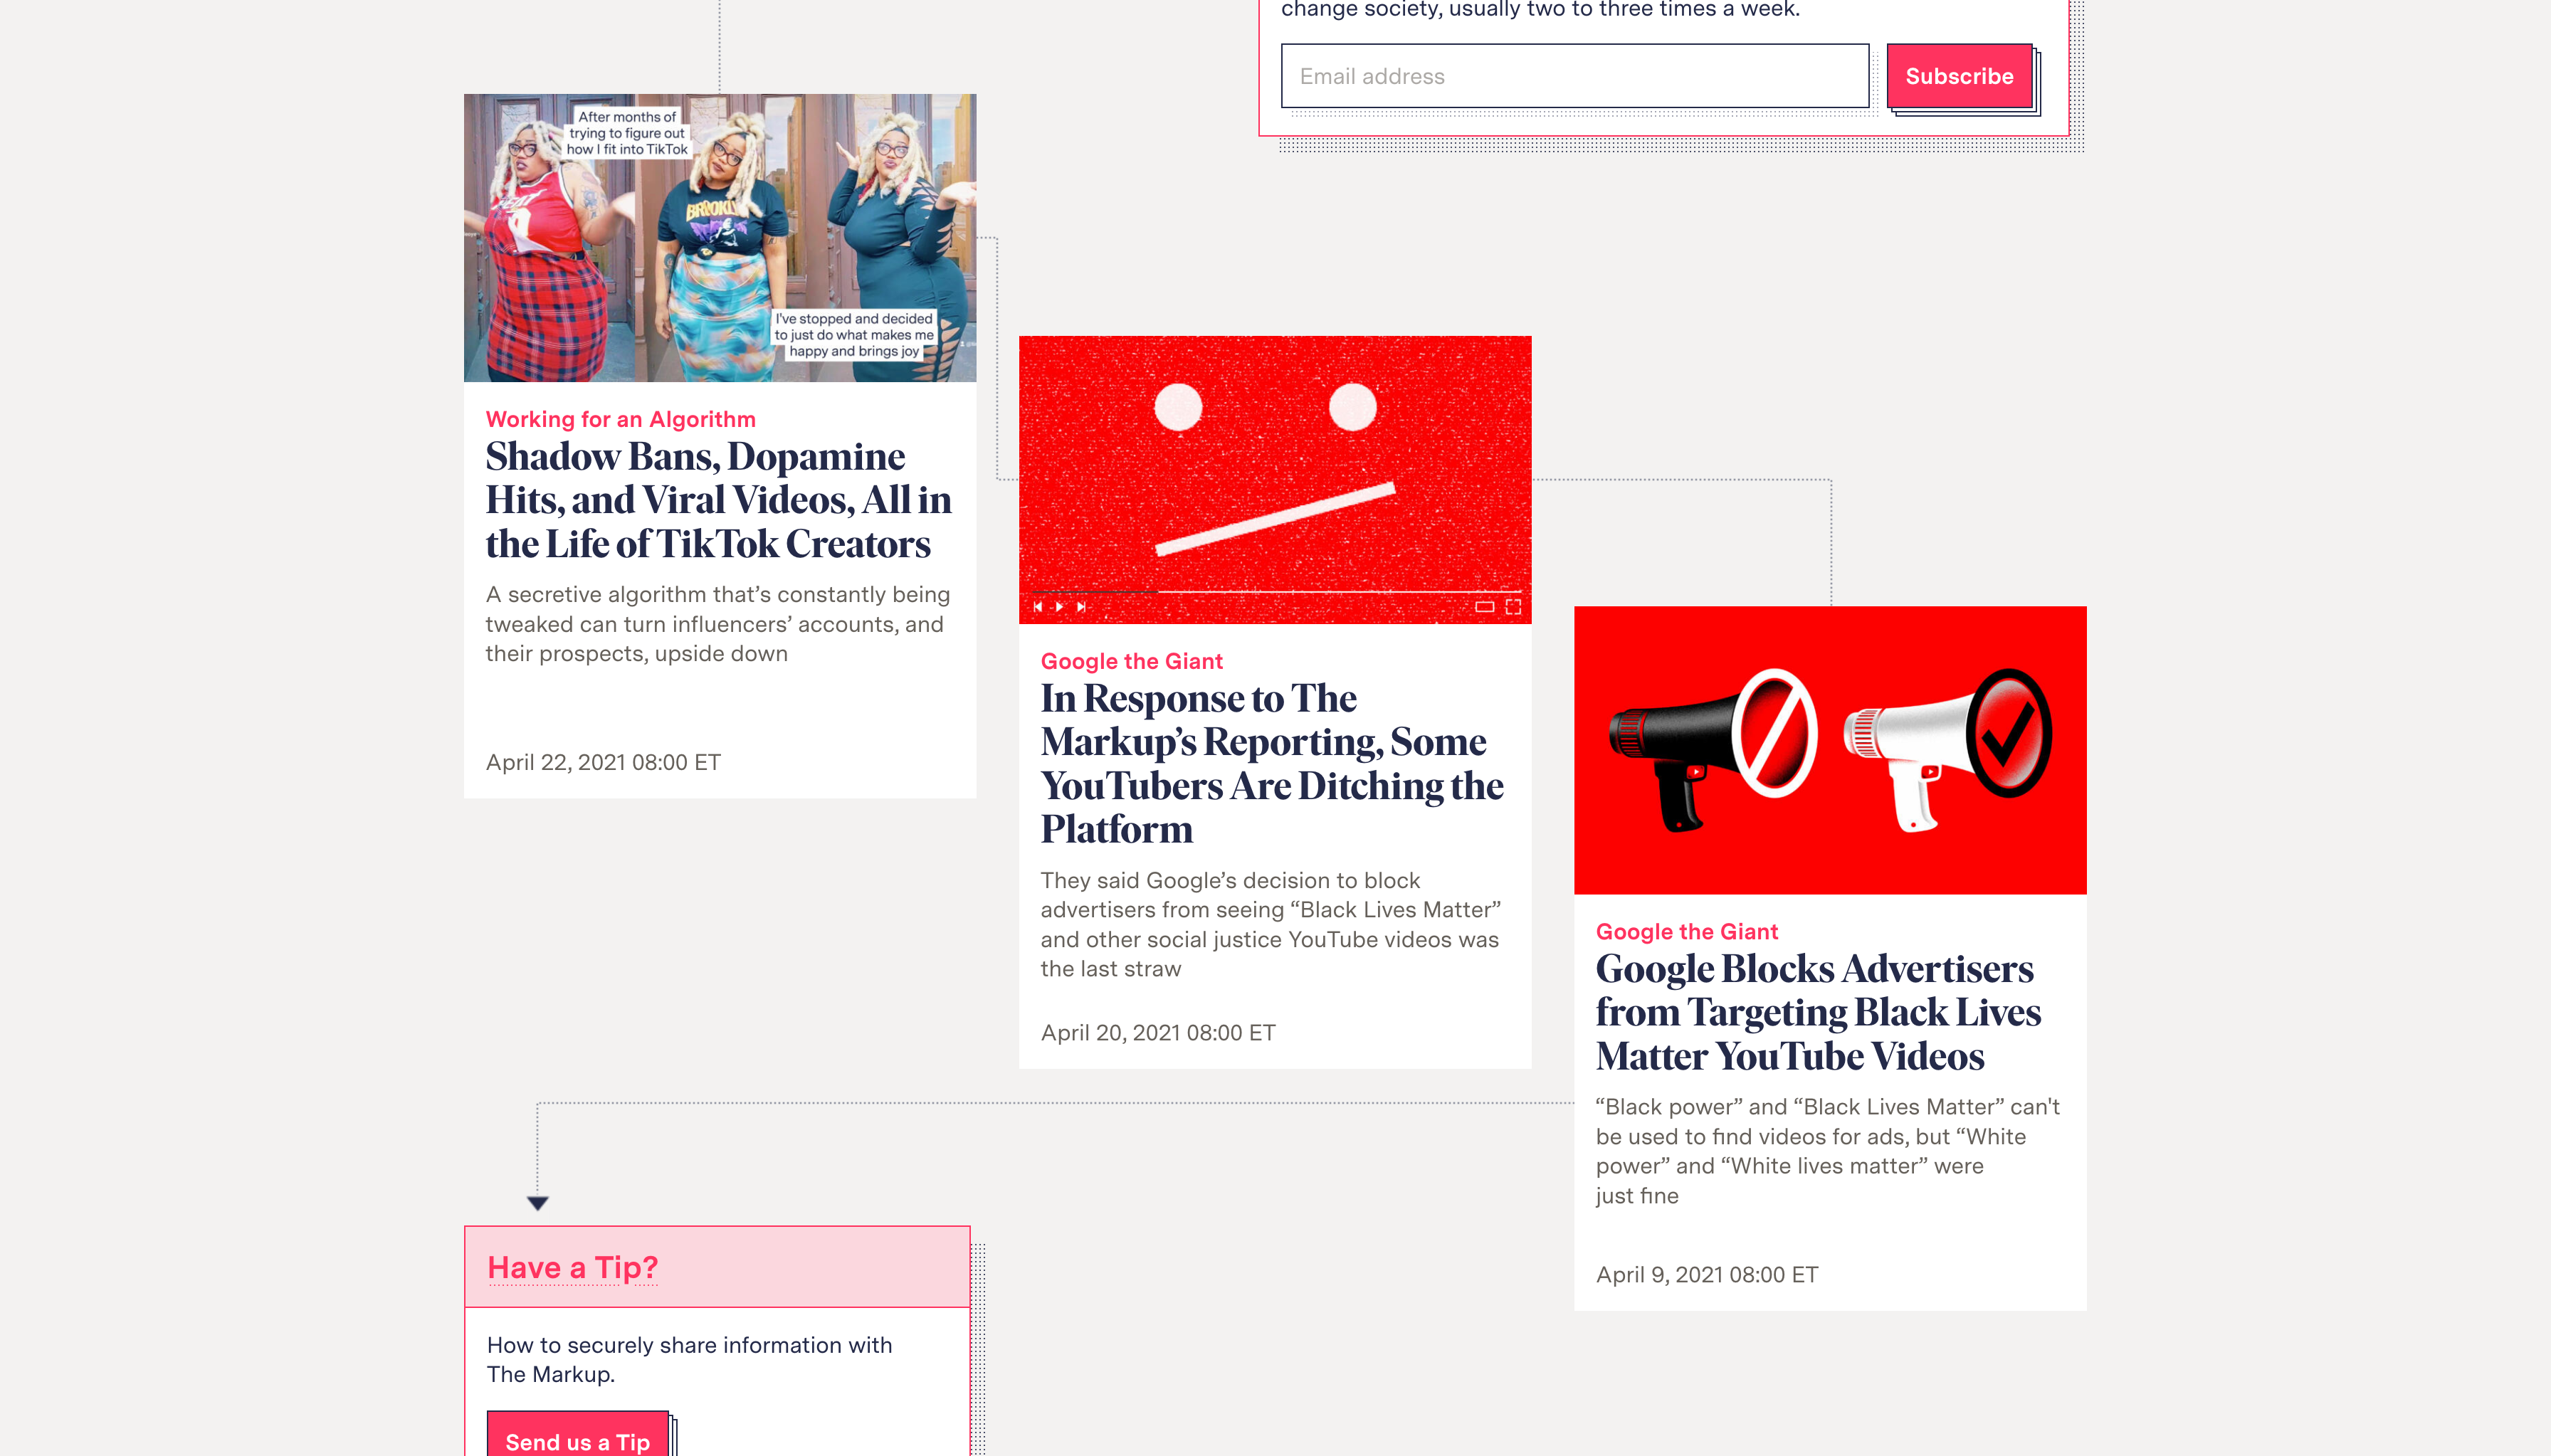 change society, usually two to three times a week.
Email address
Subscribe
After months of
trying to figure out
how I fit into TikTok
I've stopped and decided
to just do what makes me
happy and brings joy
Working for an Algorithm
Shadow Bans, Dopamine
Hits, and Viral Videos, All in
the Life of TikTok Creators
A secretive algorithm that’s constantly being
tweaked can turn influencers’ accounts, and
their prospects, upside down
April 22, 2021 08:00 ET
Google the Giant
In Response to The
Markup’s Reporting, Some
YouTubers Are Ditching the
Platform
They said Google’s decision to block
advertisers from seeing “Black Lives Matter”
and other social justice YouTube videos was
the last straw
April 20, 2021 08:00 ET
Google the Giant
Google Blocks Advertisers
from Targeting Black Lives
Matter YouTube Videos
“Black power” and “Black Lives Matter” can't
be used to find videos for ads, but “White
power” and “White lives matter” were
just fine
April 9, 2021 08:00 ET
Have a Tip?
How to securely share information with
The Markup.
Send us a Tip